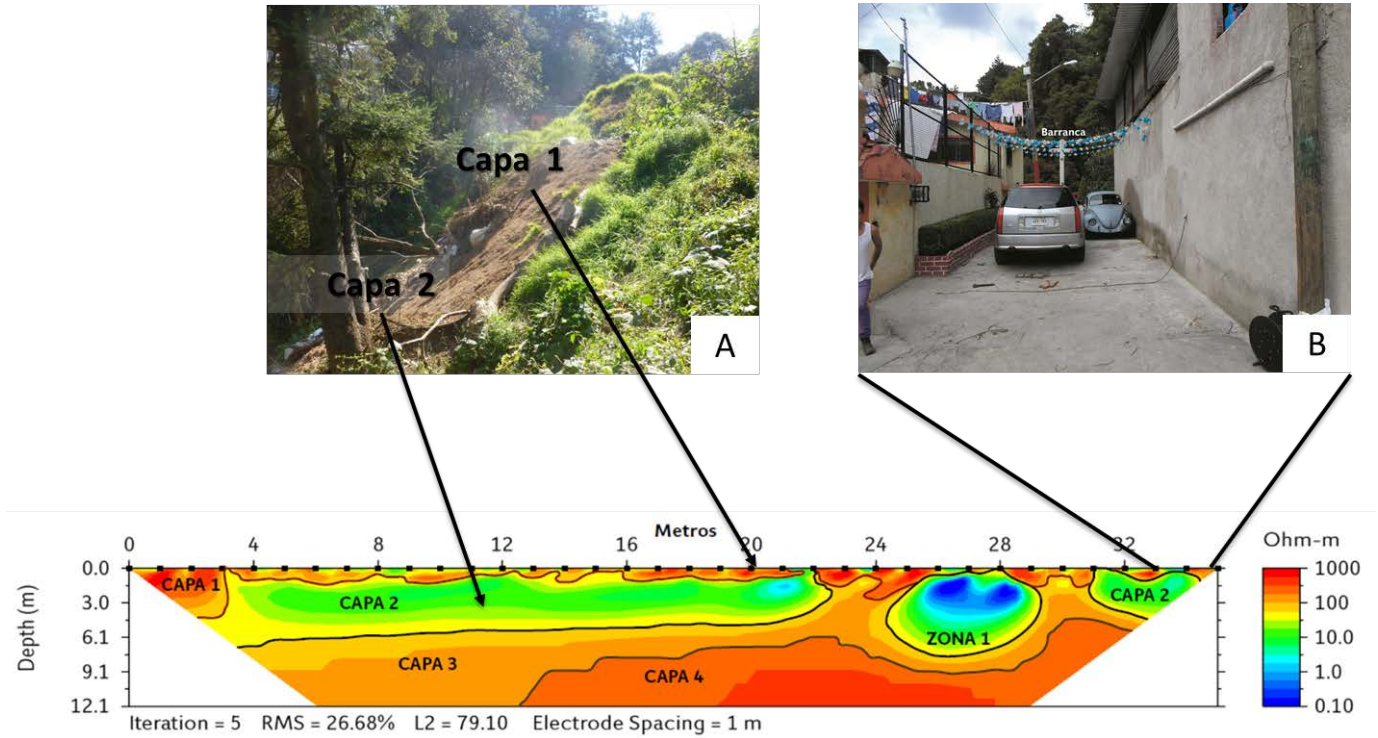 Capa 1
Capa 2
A
Barranca
B
Metros
0 4 8 12 16 20 24 28 32
Ohm-m
Depth (m)
0.0
3.0
6.1
9.1
12.1
CAPA 1
CAPA 2
CAPA 2
ZONA 1
CAPA 3
CAPA 4
1000
100
10.0
1.0
0.10
Iteration = 5 RMS = 26.68% L2 = 79.10 Electrode Spacing = 1 m